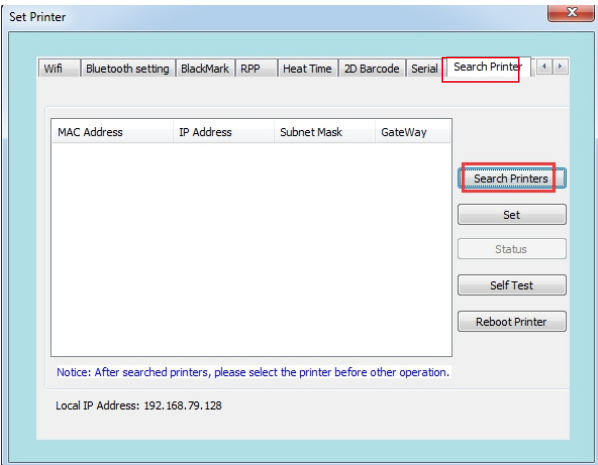 Set Printer
Wifi Bluetooth setting BlackMark RPP Heat Time 2D Barcode Serial Search Printer
MAC Address IP Address Subnet Mask GateWay
Search Printers
Set
Status
Self Test
Reboot Printer
Notice: After searched printers, please select the printer before other operation.
Local IP Address: 192.168.79.128